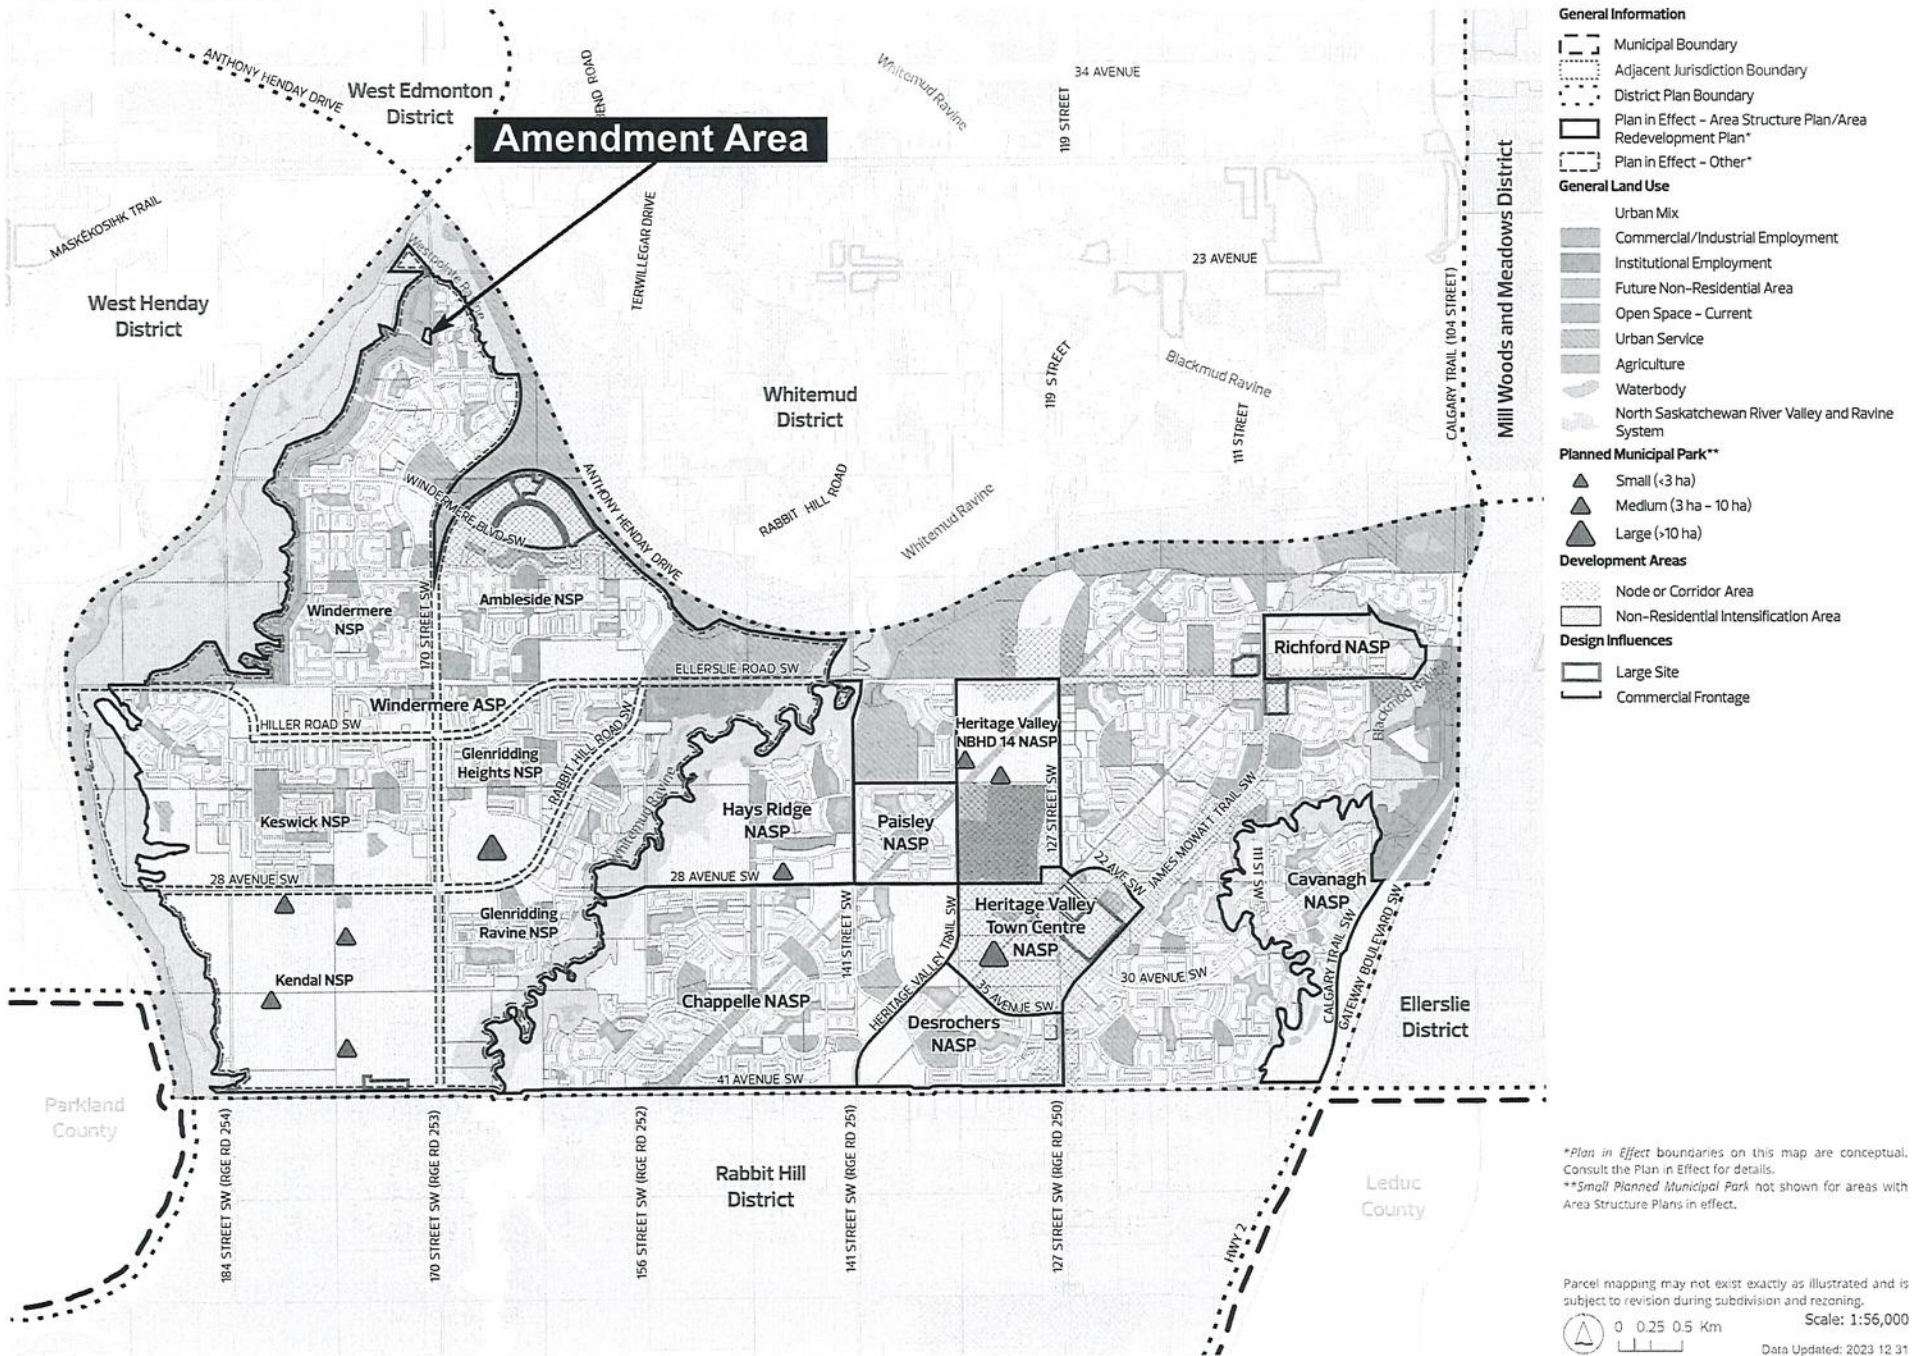 ANTHONY HENDAY DRIVE
West Edmonton
District
BEND ROAD
Whitemud Ravine
34 AVENUE
119 STREET
Amendment Area
MASKÊKOSIHK TRAIL
TERWILLEGAR DRIVE
Westpointe Ravine
23 AVENUE
West Henday
District
CALGARY TRAIL (104 STREET)
Mill Woods and Meadows District
119 STREET
Blackmud Ravine
Whitemud
District
111 STREET
ANTHONY HENDAY DRIVE
RABBIT HILL ROAD
Whitemud Ravine
WINDERMERE BLVD SW
170 STREET SW
Windermere
NSP
Ambleside NSP
ELLERSLIE ROAD SW
Richford NASP
Blackmud Ravine
Windermere ASP
HILLER ROAD SW
Glenridding
Heights NSP
RABBIT HILL ROAD SW
Heritage Valley
NBHD 14 NASP
127 STREET SW
Whitemud Ravine
Keswick NSP
Hays Ridge
NASP
Paisley
NASP
JAMES MOWATT TRAIL SW
22 AVE SW
111 ST SW
28 AVENUE SW
28 AVENUE SW
Cavanagh
NASP
Glenridding
Ravine NSP
141 STREET SW
HERITAGE VALLEY TRAIL SW
Heritage Valley
Town Centre
NASP
CALGARY TRAIL SW
GATEWAY BOULEVARD SW
Kendal NSP
Chappelle NASP
30 AVENUE SW
35 AVENUE SW
Desrochers
NASP
Ellerslie
District
41 AVENUE SW
Parkland
County
184 STREET SW (RGE RD 254)
170 STREET SW (RGE RD 253)
156 STREET SW (RGE RD 252)
141 STREET SW (RGE RD 251)
127 STREET SW (RGE RD 250)
Rabbit Hill
District
HWY 2
Leduc
County
General Information
Municipal Boundary
Adjacent Jurisdiction Boundary
District Plan Boundary
Plan in Effect - Area Structure Plan/Area
Redevelopment Plan*
Plan in Effect - Other*
General Land Use
Urban Mix
Commercial/Industrial Employment
Institutional Employment
Future Non-Residential Area
Open Space - Current
Urban Service
Agriculture
Waterbody
North Saskatchewan River Valley and Ravine
System
Planned Municipal Park**
Small (<3 ha)
Medium (3 ha - 10 ha)
Large (>10 ha)
Development Areas
Node or Corridor Area
Non-Residential Intensification Area
Design Influences
Large Site
Commercial Frontage
*Plan in Effect boundaries on this map are conceptual.
Consult the Plan in Effect for details.
**Small Planned Municipal Park not shown for areas with
Area Structure Plans in effect.
Parcel mapping may not exist exactly as illustrated and is
subject to revision during subdivision and rezoning.
Scale: 1:56,000
0 0.25 0.5 Km
Data Updated: 2023 12 31